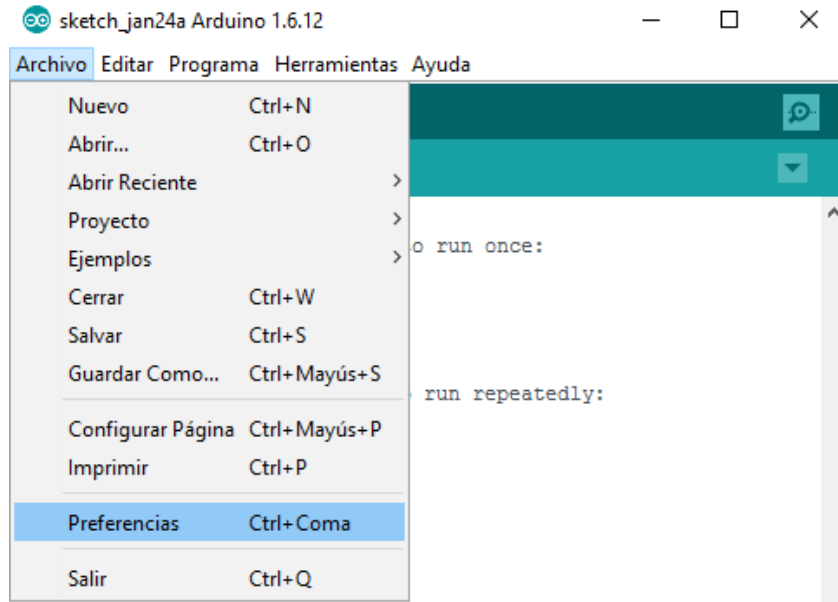 sketch_jan24a Arduino 1.6.12
Archivo Editar Programa Herramientas Ayuda
Nuevo Ctrl+N
Abrir... Ctrl+O
Abrir Reciente
Proyecto
Ejemplos
o run once:
Cerrar Ctrl+W
Salvar Ctrl+S
Guardar Como... Ctrl+Mayús+S
run repeatedly:
Configurar Página Ctrl+Mayús+P
Imprimir Ctrl+P
Preferencias Ctrl+Coma
Salir Ctrl+Q